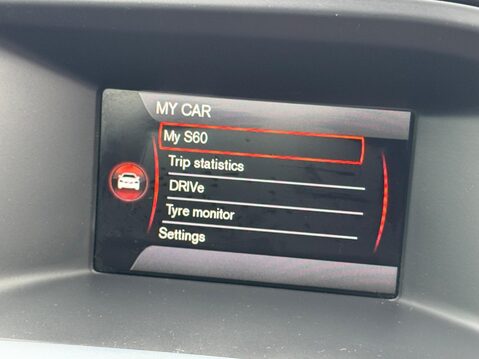 MY CAR
My S60
Trip statistics
DRIVe
Tyre monitor
Settings